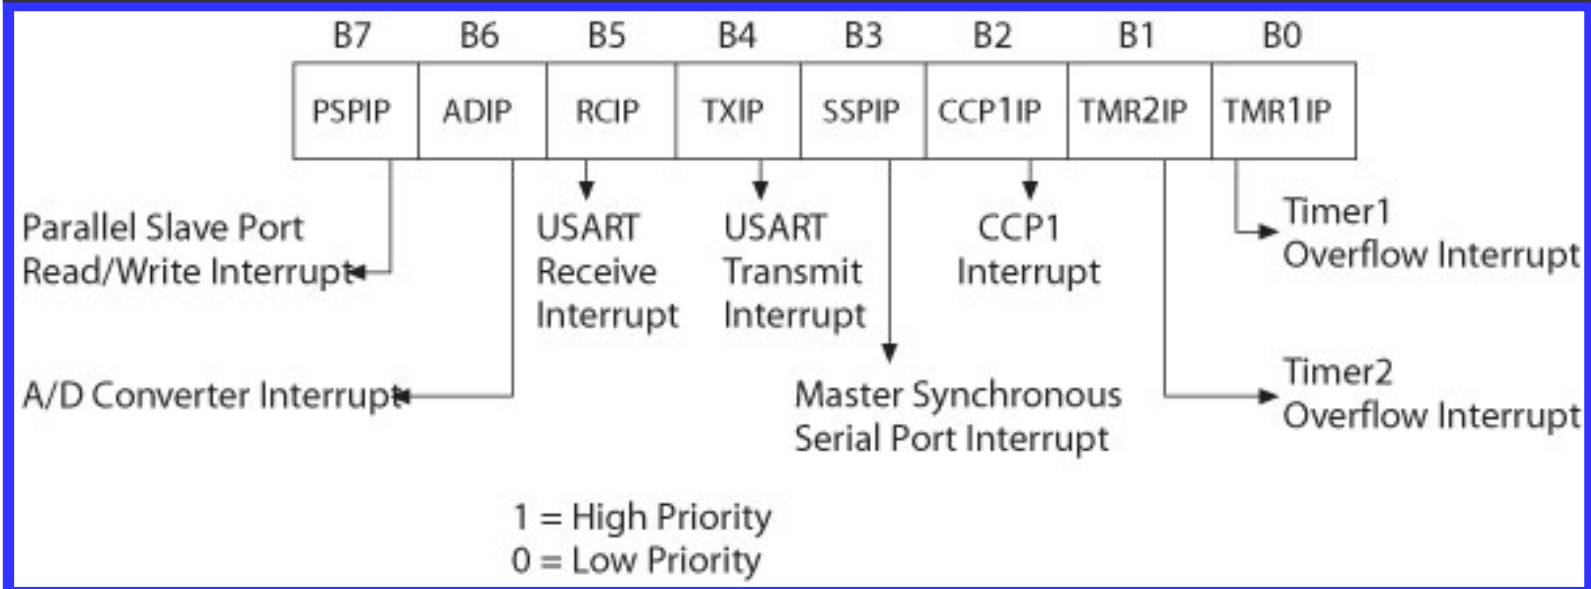 B7 B6 B5 B4 B3 B2 B1 B0
PSPIP ADIP RCIP TXIP SSPIP CCP1IP TMR2IP TMR1IP
Parallel Slave Port
Read/Write Interrupt
USART
Receive
Interrupt
USART
Transmit
Interrupt
CCP1
Interrupt
Timer1
Overflow Interrupt
A/D Converter Interrupt
Master Synchronous
Serial Port Interrupt
Timer2
Overflow Interrupt
1 = High Priority
0 = Low Priority